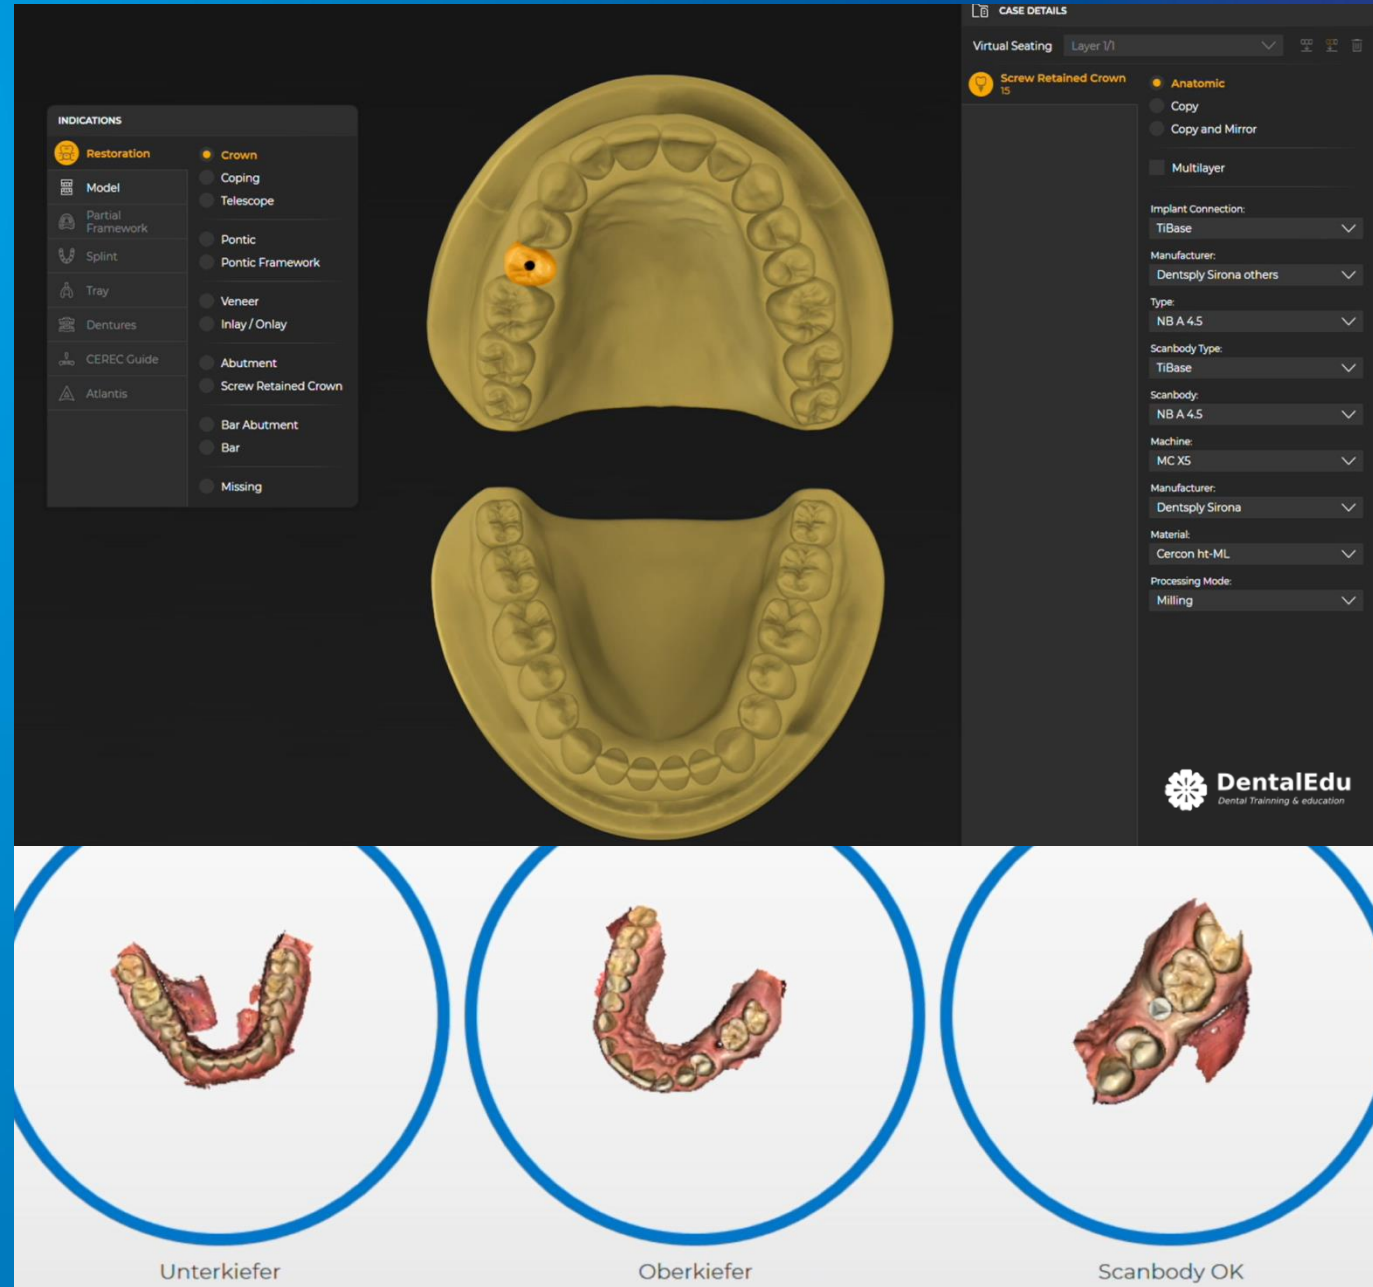 INDICATIONS
Restoration
Model
Partial
Framework
Splint
Tray
Dentures
CEREC Guide
Atlantis
Crown
Coping
Telescope
Pontic
Pontic Framework
Veneer
Inlay / Onlay
Abutment
Screw Retained Crown
Bar Abutment
Bar
Missing
CASE DETAILS
Virtual Seating
Layer 1/1
Screw Retained Crown
15
Anatomic
Copy
Copy and Mirror
Multilayer
Implant Connection:
TiBase
Manufacturer:
Dentsply Sirona others
Type:
NB A 4.5
Scanbody Type:
TiBase
Scanbody:
NB A 4.5
Machine:
MC X5
Manufacturer:
Dentsply Sirona
Material:
Cercon ht-ML
Processing Mode:
Milling
DentalEdu
Dental Trainning & education
Unterkiefer
Oberkiefer
Scanbody OK